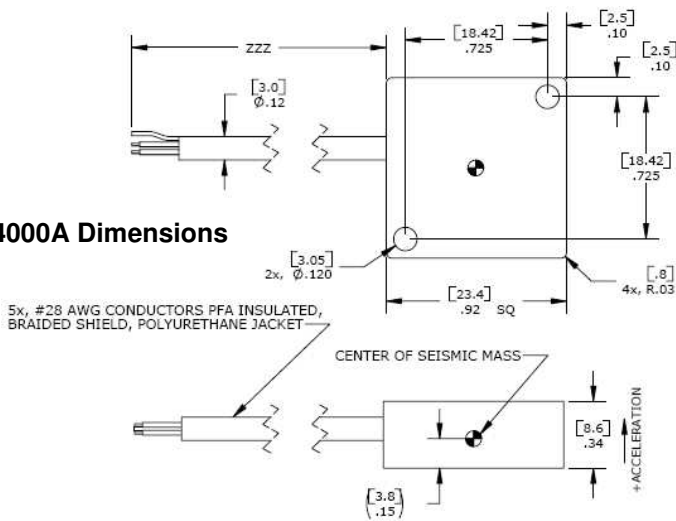 [2.5]
.10
[18.42]
.725
ZZZ
[2.5]
.10
[3.0]
Ø.12
[18.42]
.725
4000A Dimensions
[3.05]
2x, Ø.120
[.8]
4x, R.03
[23.4]
.92 SQ
5x, #28 AWG CONDUCTORS PFA INSULATED,
BRAIDED SHIELD, POLYURETHANE JACKET
CENTER OF SEISMIC MASS
[8.6]
.34
+ACCELERATION
([3.8]
.15)